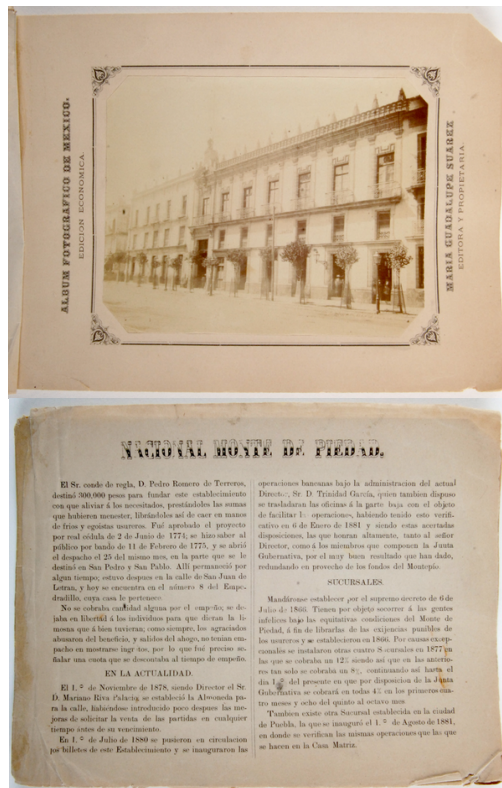 ALBUM FOTOGRAFICO DE MEXICO.
EDICION ECONOMICA.
MARIA GUADALUPE SUAREZ
EDITORA Y PROPIETARIA.
NACIONAL MONTE DE PIEDAD.
El Sr. conde de regla, D. Pedro Romero de Terreros,
destinó 300,000 pesos para fundar este establecimiento
con que aliviar á los necesitados, prestándoles las sumas
que hubieren menester, librándolos así de caer en manos
de frios y egoistas usureros. Fué aprobado el proyecto
por real cédula de 2 de Junio de 1774; se hizo saber al
público por bando de 11 de Febrero de 1775, y se abrió
el despacho el 25 del mismo mes, en la parte que se le
destinó en San Pedro y San Pablo. Allí permaneció por
algun tiempo, estuvo despues en la calle de San Juan de
Letran, y hoy se encuentra en el número 8 del Empe-
dradillo, cuya casa le pertenece.
No se cobraba cantidad alguna por el empeño; se de-
jaba en libertad á los individuos para que dieran la li-
mosna que á bien tuvieran; como siempre, los agraciados
abusaron del beneficio, y salidos del ahogo, no tenian em-
pacho en mostrarse ingratos, por lo que fué preciso se-
ñalar una cuota que se descontaba al tiempo de empeño.
EN LA ACTUALIDAD.
El 1.º de Noviembre de 1878, siendo Director el Sr.
D. Mariano Riva Palacio, se estableció la Almoneda pa-
ra la calle, habiéndose introducido poco despues las me-
joras de solicitar la venta de las partidas en cualquier
tiempo ántes de su vencimiento.
En 1.º de Julio de 1880 se pusieron en circulacion
los billetes de este Establecimiento y se inauguraron las
operaciones bancarias bajo la administracion del actual
Director, Sr. D. Trinidad García, quien tambien dispuso
se trasladaran las oficinas á la parte baja con el objeto
de facilitar las operaciones, habiendo tenido esto verifi-
cativo en 6 de Enero de 1881 y siendo estas acertadas
disposiciones, las que honran altamente, tanto al señor
Director, como á los miembros que componen la Junta
Gubernativa, por el muy buen resultado que han dado,
redundando en provecho de los fondos del Montepío.
SUCURSALES.
Mandáronse establecer por el supremo decreto de 6 de
Julio de 1866. Tienen por objeto socorrer á las gentes
infelices bajo las equitativas condiciones del Monte de
Piedad, á fin de librarlas de las exigencias punibles de
los usureros y se establecieron en 1866. Por causas excep-
cionales se instalaron otras cuatro Sucursales en 1877 en
las que se cobraba un 12% siendo así que en las anterio-
res tan solo se cobraba un 8%, continuando así hasta el
dia 1.º del presente en que por disposicion de la Junta
Gubernativa se cobrará en todas 4% en los primeros cua-
tro meses y ocho del quinto al octavo mes
Tambien existe otra Sucursal establecida en la ciudad
de Puebla, la que se inauguró el 1.º de Agosto de 1881,
en donde se verifican las mismas operaciones que las que
se hacen en la Casa Matriz.